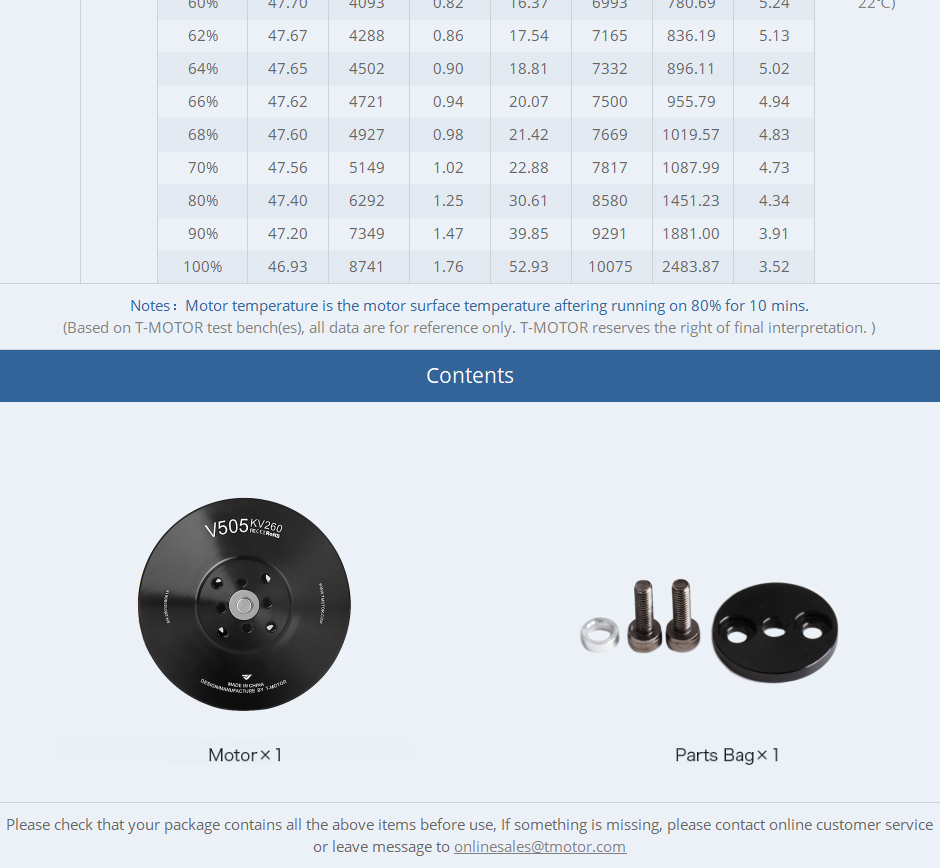 60% 47.70 4093 0.82 16.37 6993 780.69 5.24 22℃)
62% 47.67 4288 0.86 17.54 7165 836.19 5.13
64% 47.65 4502 0.90 18.81 7332 896.11 5.02
66% 47.62 4721 0.94 20.07 7500 955.79 4.94
68% 47.60 4927 0.98 21.42 7669 1019.57 4.83
70% 47.56 5149 1.02 22.88 7817 1087.99 4.73
80% 47.40 6292 1.25 30.61 8580 1451.23 4.34
90% 47.20 7349 1.47 39.85 9291 1881.00 3.91
100% 46.93 8741 1.76 52.93 10075 2483.87 3.52
Notes：Motor temperature is the motor surface temperature aftering running on 80% for 10 mins.
(Based on T-MOTOR test bench(es), all data are for reference only. T-MOTOR reserves the right of final interpretation. )
Contents
V505 KV260
RoHS
WWW.TMOTOR.COM
MADE IN CHINA
DESIGN/MANUFACTURE BY T-MOTOR
Motor×1
Parts Bag×1
Please check that your package contains all the above items before use, If something is missing, please contact online customer service
or leave message to onlinesales@tmotor.com